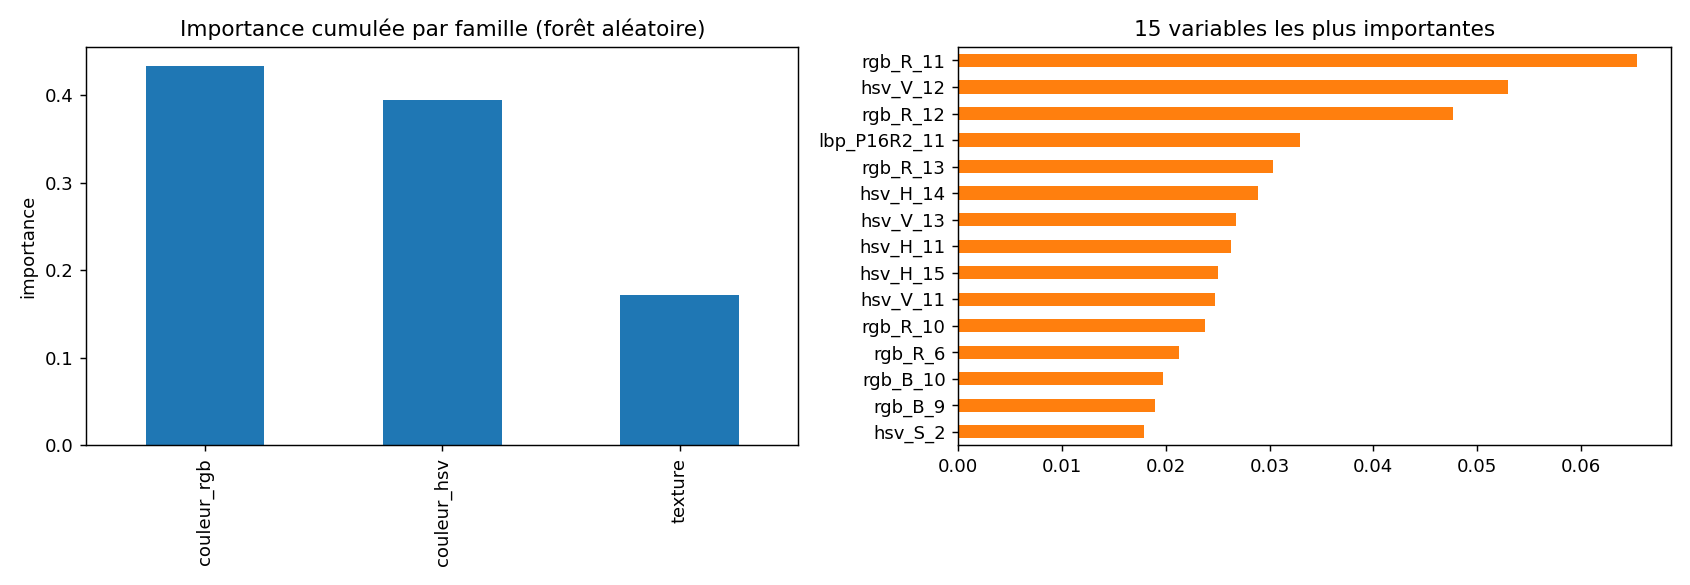 Importance cumulée par famille (forêt aléatoire)
importance
0.4
0.3
0.2
0.1
0.0
couleur_rgb
couleur_hsv
texture
15 variables les plus importantes
rgb_R_11
hsv_V_12
rgb_R_12
lbp_P16R2_11
rgb_R_13
hsv_H_14
hsv_V_13
hsv_H_11
hsv_H_15
hsv_V_11
rgb_R_10
rgb_R_6
rgb_B_10
rgb_B_9
hsv_S_2
0.00 0.01 0.02 0.03 0.04 0.05 0.06